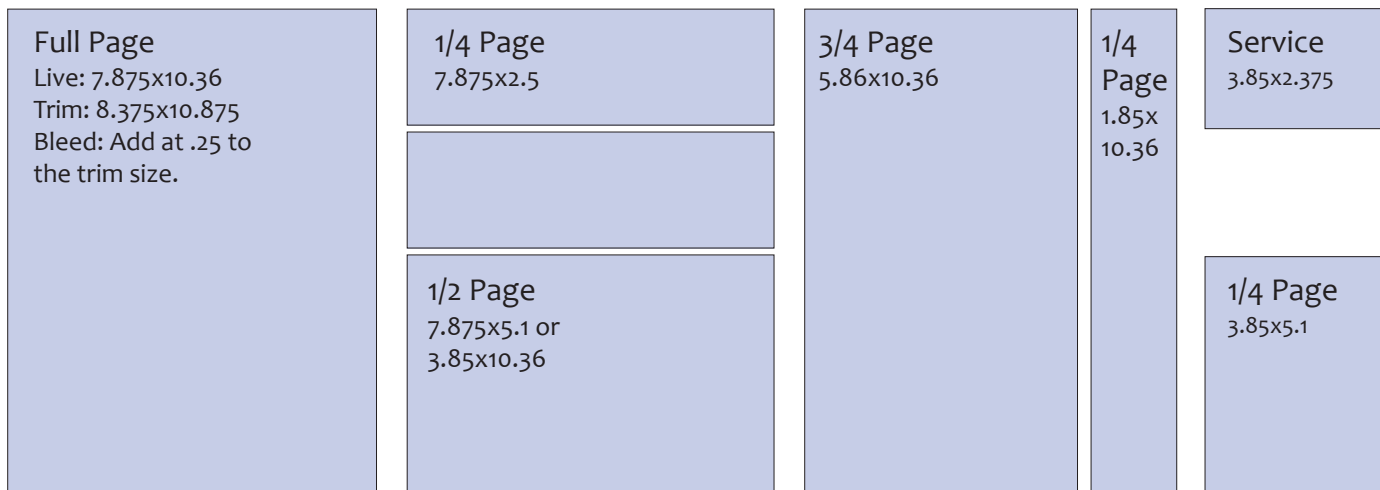 Full Page
Live: 7.875x10.36
Trim: 8.375x10.875
Bleed: Add at .25 to
the trim size.
1/4 Page
7.875x2.5
1/2 Page
7.875x5.1 or
3.85x10.36
3/4 Page
5.86x10.36
1/4
Page
1.85x
10.36
Service
3.85x2.375
1/4 Page
3.85x5.1